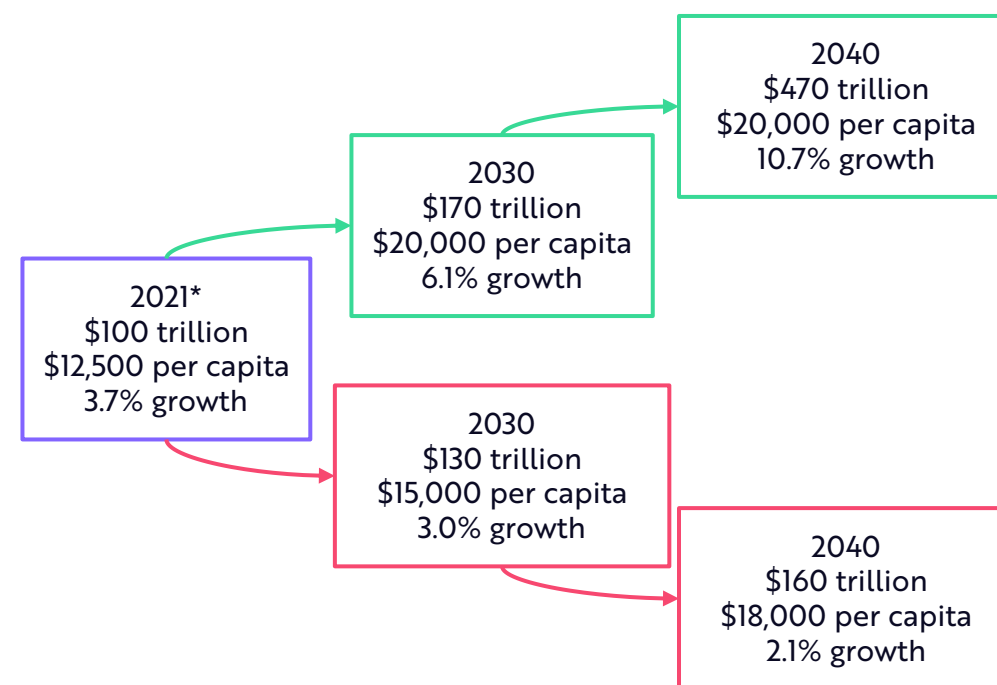 2021*
$100 trillion
$12,500 per capita
3.7% growth
2030
$170 trillion
$20,000 per capita
6.1% growth
2040
$470 trillion
$20,000 per capita
10.7% growth
2030
$130 trillion
$15,000 per capita
3.0% growth
2040
$160 trillion
$18,000 per capita
2.1% growth